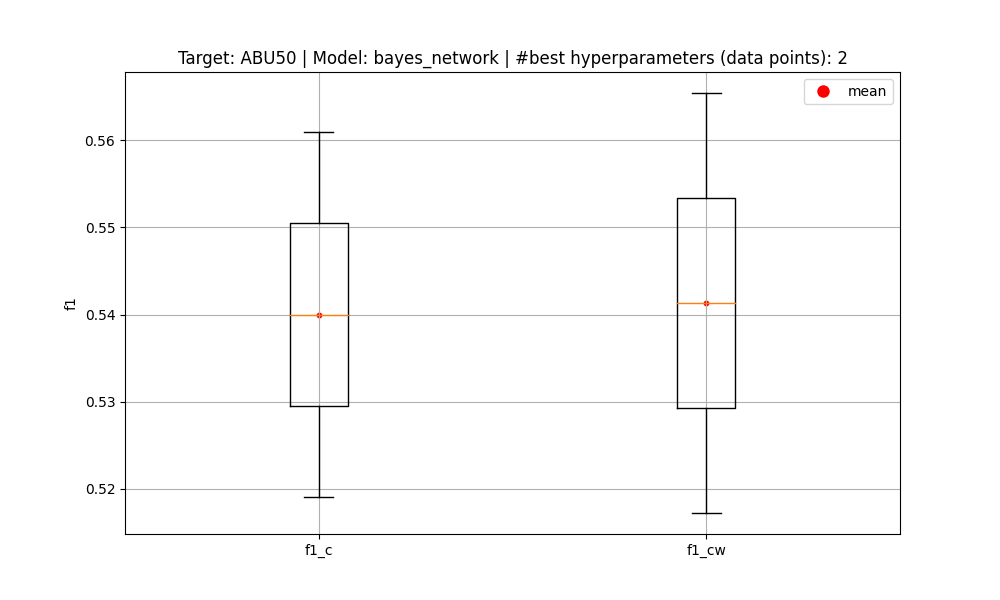 Target: ABU50 | Model: bayes_network | #best hyperparameters (data points): 2
mean
0.56
0.55
0.54
0.53
0.52
f1
f1_c
f1_cw